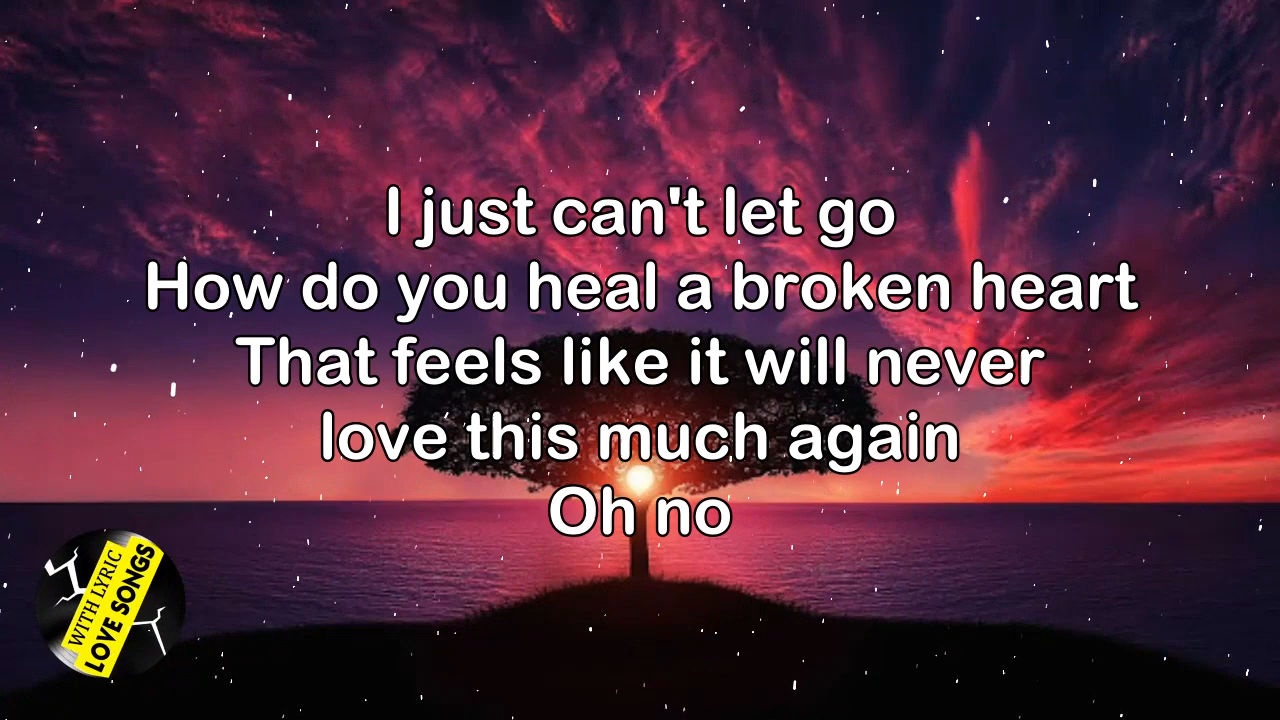 I just can't let go
How do you heal a broken heart
That feels like it will never
love this much again
Oh no
WITH LYRIC
LOVE SONGS